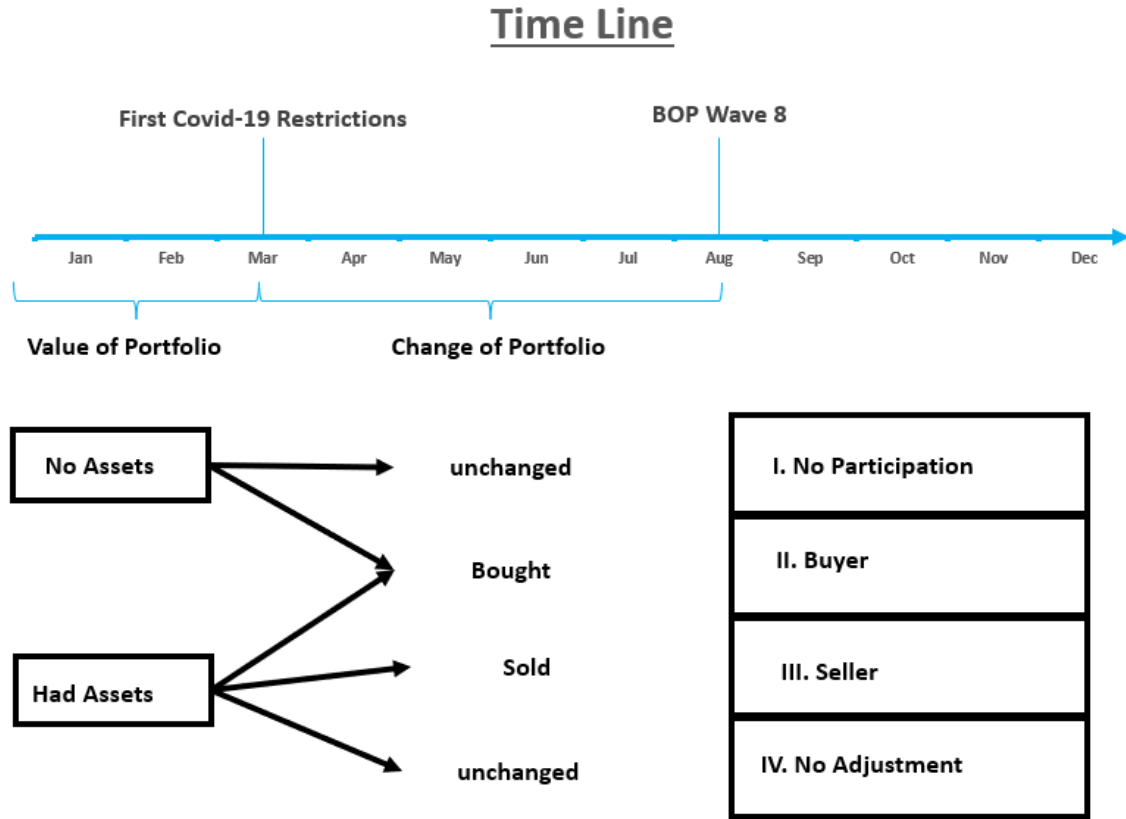 Time Line
First Covid-19 Restrictions
BOP Wave 8
Jan
Feb
Mar
Apr
May
Jun
Jul
Aug
Sep
Oct
Nov
Dec
Value of Portfolio
Change of Portfolio
No Assets
unchanged
I. No Participation
Bought
II. Buyer
Had Assets
Sold
III. Seller
unchanged
IV. No Adjustment